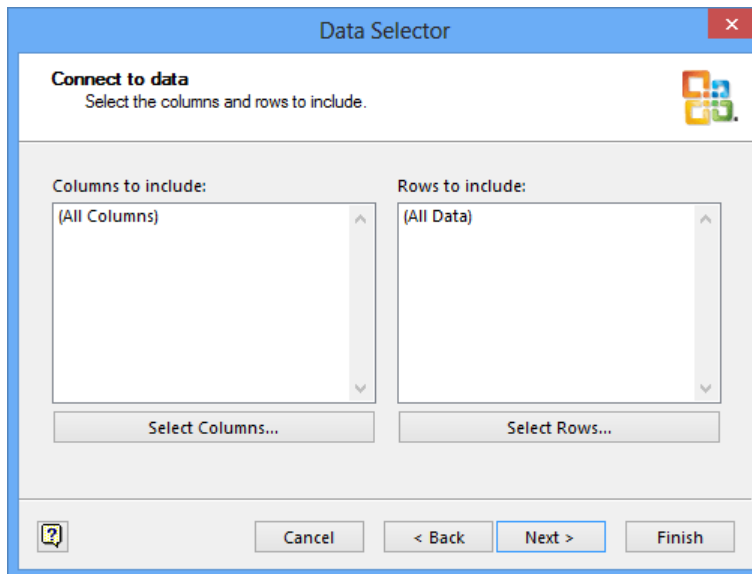 Data Selector
Connect to data
Select the columns and rows to include.
Columns to include:
(All Columns)
Select Columns...
Rows to include:
(All Data)
Select Rows...
Cancel
< Back
Next >
Finish